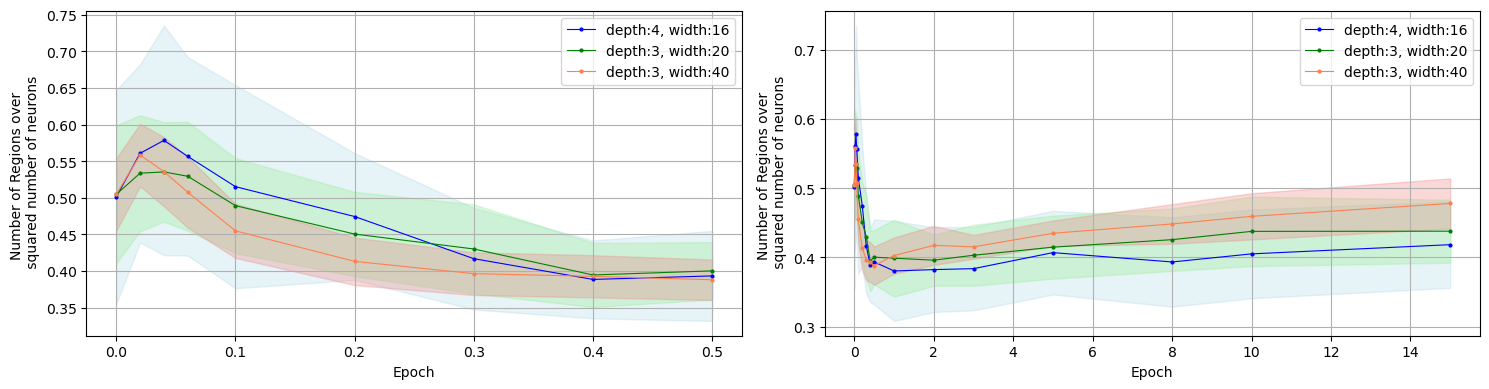 Number of Regions over
squared number of neurons
0.75
0.70
0.65
0.60
0.55
0.50
0.45
0.40
0.35
0.0 0.1 0.2 0.3 0.4 0.5
Epoch
depth:4, width:16
depth:3, width:20
depth:3, width:40
Number of Regions over
squared number of neurons
0.7
0.6
0.5
0.4
0.3
0 2 4 6 8 10 12 14
Epoch
depth:4, width:16
depth:3, width:20
depth:3, width:40